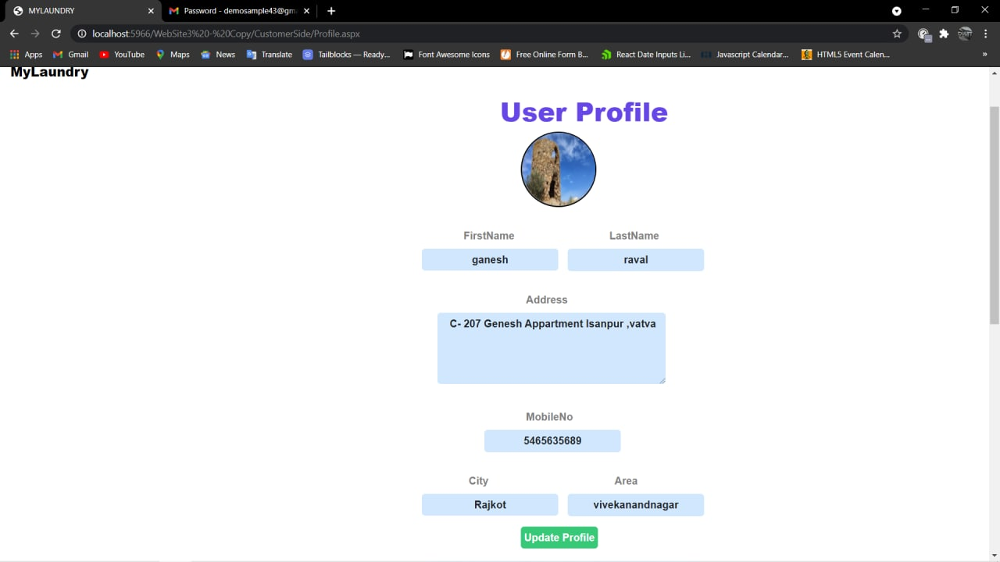 MYLAUNDRY
Password - demosample43@gm
localhost:5966/WebSite3%20-%20Copy/CustomerSide/Profile.aspx
Apps Gmail YouTube Maps News Translate Tailblocks — Ready... Font Awesome Icons Free Online Form B... React Date Inputs Li... Javascript Calendar... HTML5 Event Calen... »
MyLaundry
User Profile
FirstName LastName
ganesh raval
Address
C- 207 Genesh Appartment Isanpur ,vatva
MobileNo
5465635689
City Area
Rajkot vivekanandnagar
Update Profile